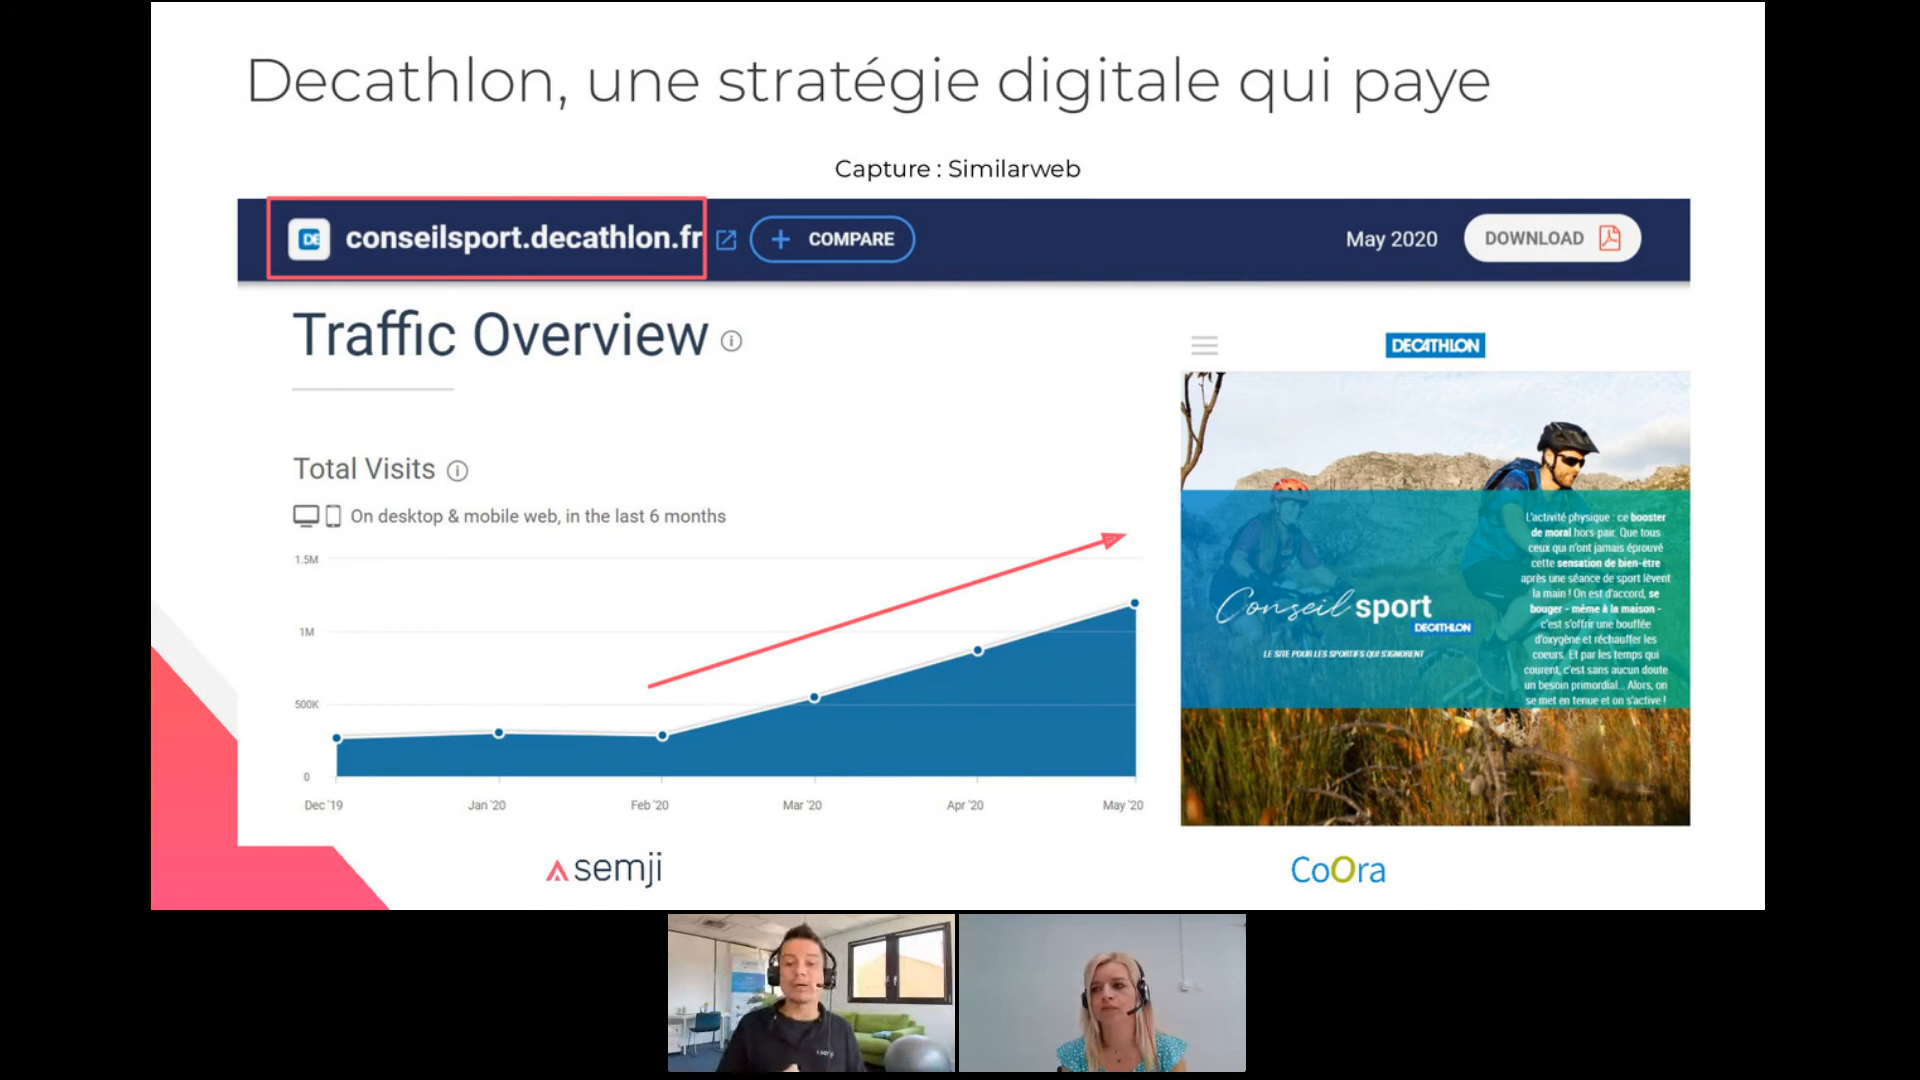 Decathlon, une stratégie digitale qui paye
Capture : Similarweb
DE
conseilsport.decathlon.fr
+ COMPARE
May 2020
DOWNLOAD
Traffic Overview
DECATHLON
Total Visits
On desktop & mobile web, in the last 6 months
1.5M
1M
500K
0
Dec '19
Jan '20
Feb '20
Mar '20
Apr '20
May '20
Conseil sport
DECATHLON
LE SITE POUR LES SPORTIFS QUI S'IGNORENT
L'activité physique : ce booster
de moral hors-pair. Que tous
ceux qui n'ont jamais éprouvé
cette sensation de bien-être
après une séance de sport lèvent
la main ! On est d'accord, se
bouger - même à la maison -
c'est s'offrir une bouffée
d'oxygène et réchauffer les
coeurs. Et par les temps qui
courent, c'est sans aucun doute
un besoin primordial... Alors, on
se met en tenue et on s'active !
semji
CoOra